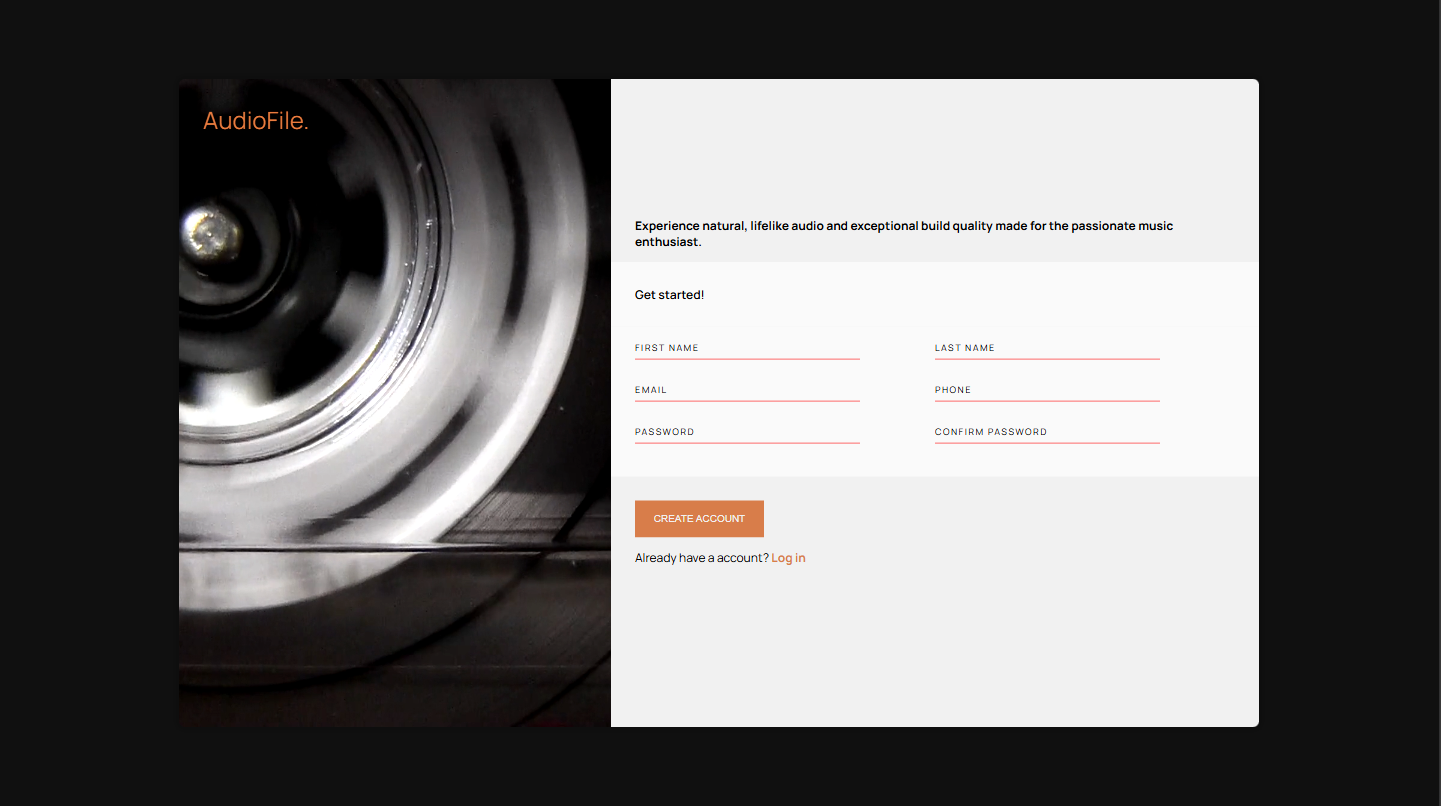 AudioFile.
Experience natural, lifelike audio and exceptional build quality made for the passionate music
enthusiast.
Get started!
FIRST NAME
LAST NAME
EMAIL
PHONE
PASSWORD
CONFIRM PASSWORD
CREATE ACCOUNT
Already have a account? Log in